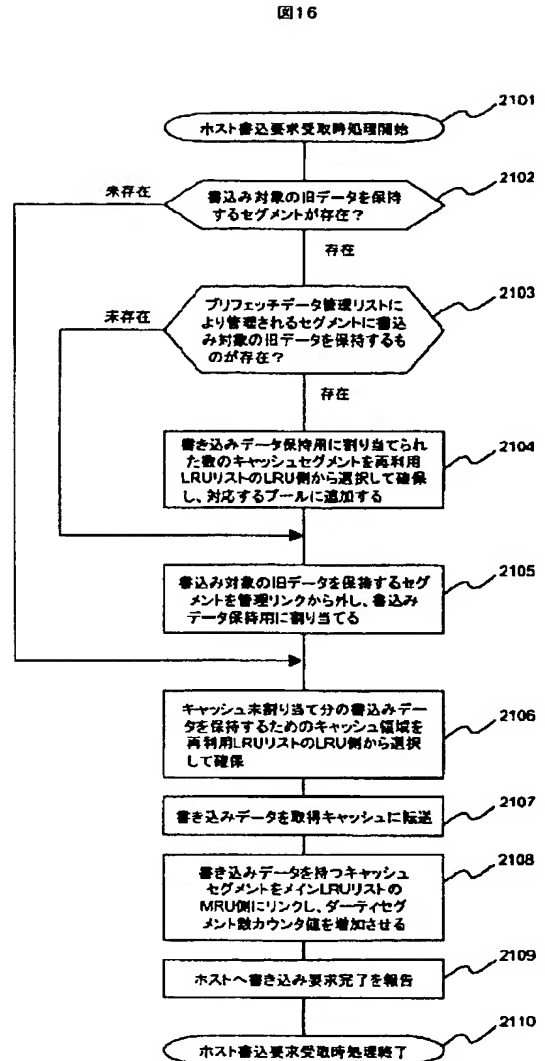 図16
2101
ホスト書込要求受取時処理開始
2102
未存在
書込み対象の旧データを保持
するセグメントが存在？
存在
2103
未存在
プリフェッチデータ管理リストに
より管理されるセグメントに書込
み対象の旧データを保持するも
のが存在？
存在
2104
書き込みデータ保持用に割り当てられ
た数のキャッシュセグメントを再利用
LRUリストのLRU側から選択して確保
し、対応するプールに追加する
2105
書込み対象の旧データを保持するセグ
メントを管理リンクから外し、書込み
データ保持用に割り当てる
2106
キャッシュ未割り当て分の書込みデー
タを保持するためのキャッシュ領域を
再利用LRUリストのLRU側から選択
して確保
2107
書き込みデータを取得キャッシュに転送
2108
書き込みデータを持つキャッシュ
セグメントをメインLRUリストの
MRU側にリンクし、ダーティセグ
メント数カウンタ値を増加させる
2109
ホストへ書き込み要求完了を報告
2110
ホスト書込要求受取時処理終了